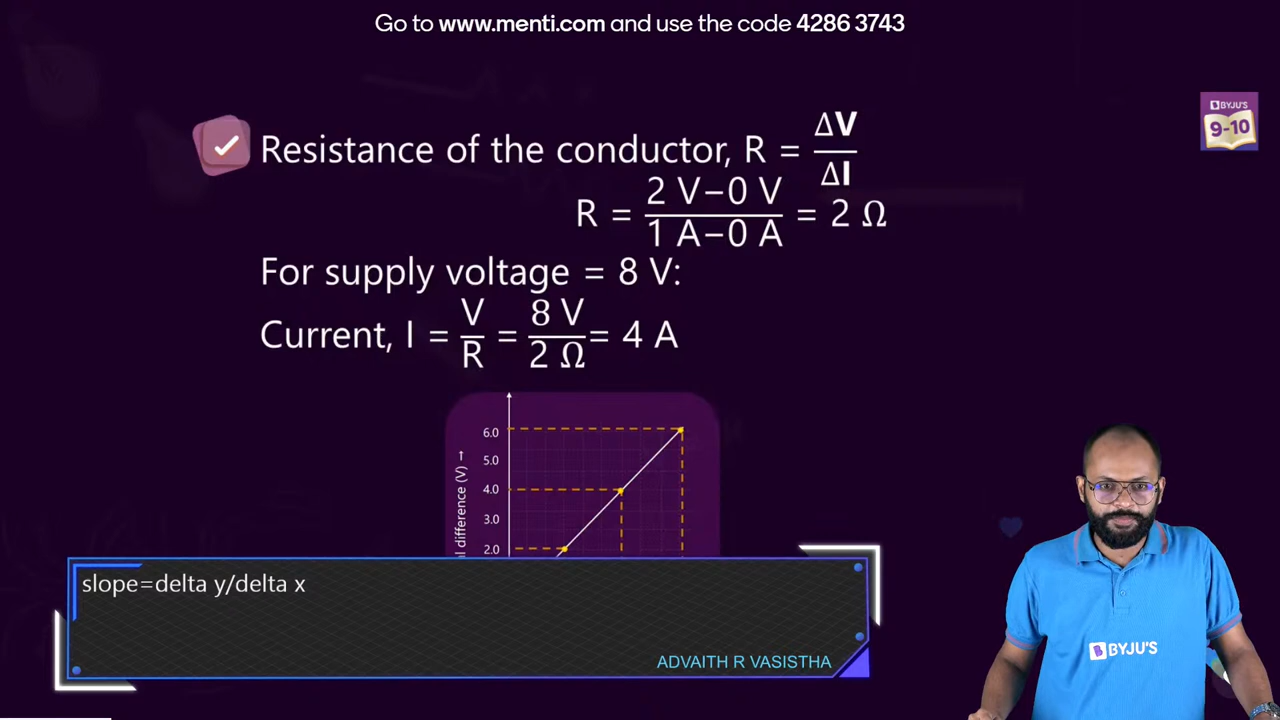 Go to www.menti.com and use the code 4286 3743
BYJU'S
9-10
Resistance of the conductor, R = ΔV/ΔI
R = 2 V−0 V/1 A−0 A = 2 Ω
For supply voltage = 8 V:
Current, I = V/R = 8 V/2 Ω = 4 A
6.0
5.0
4.0
3.0
2.0
difference (V) →
slope=delta y/delta x
ADVAITH R VASISTHA
BYJU'S